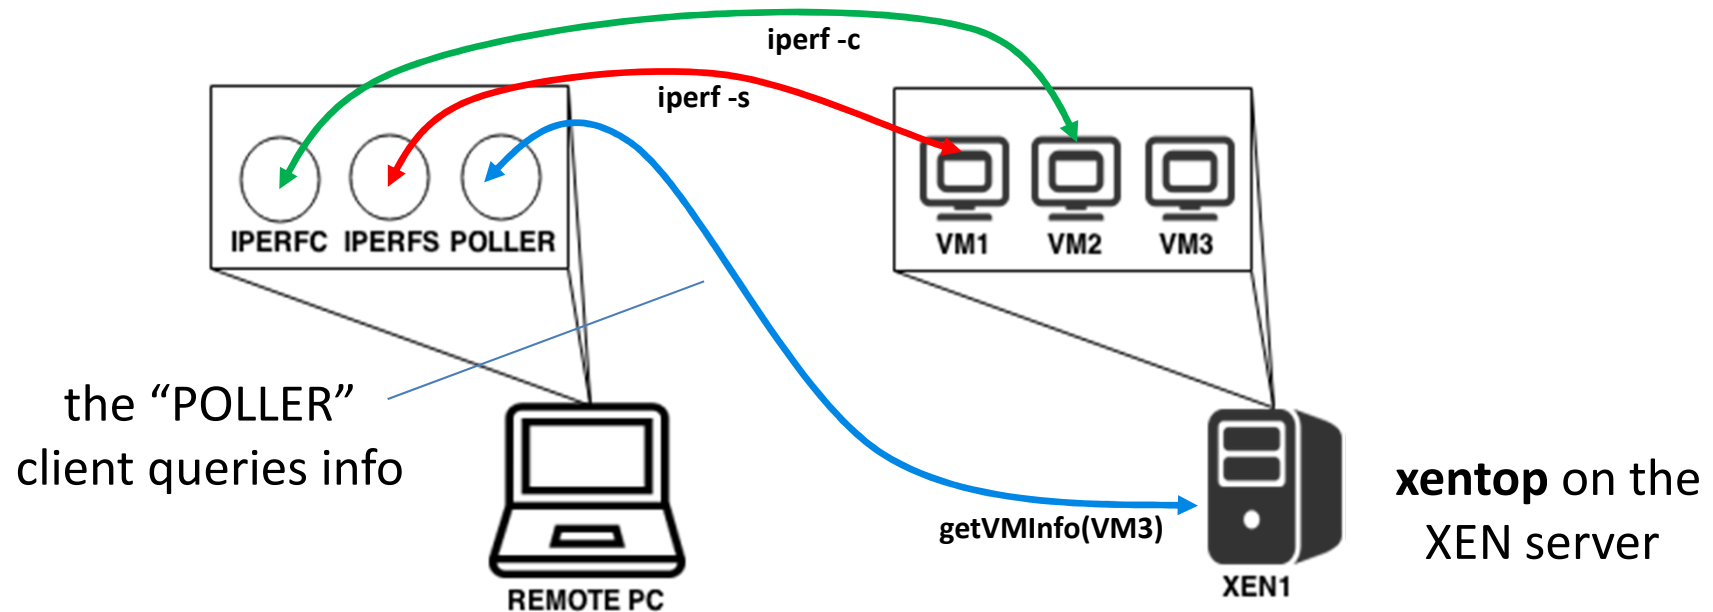 iperf -c
iperf -s
IPERFC IPERFS POLLER
VM1 VM2 VM3
the “POLLER”
client queries info
getVMInfo(VM3)
xentop on the
XEN server
REMOTE PC
XEN1